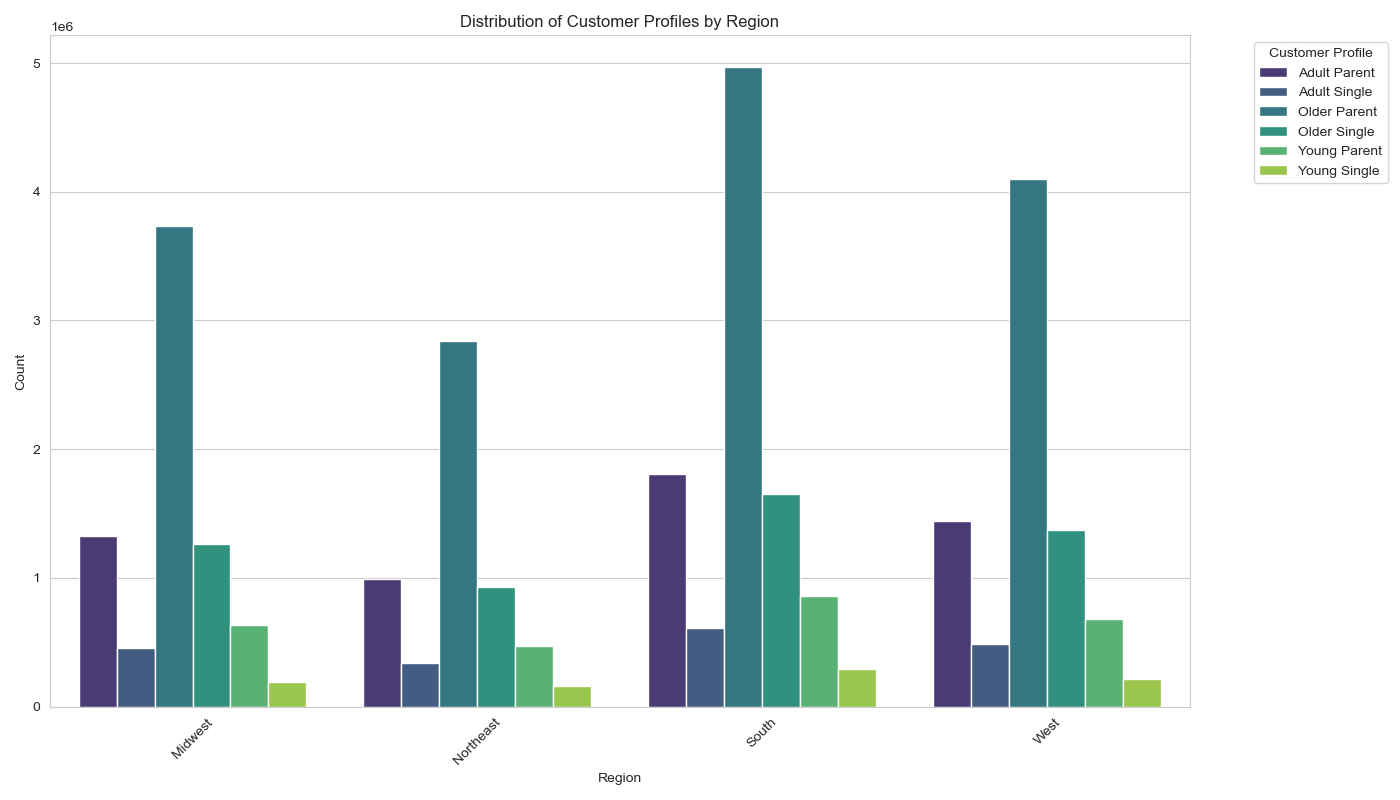 Distribution of Customer Profiles by Region
1e6
5
4
3
2
1
0
Count
Midwest
Northeast
South
West
Region
Customer Profile
Adult Parent
Adult Single
Older Parent
Older Single
Young Parent
Young Single